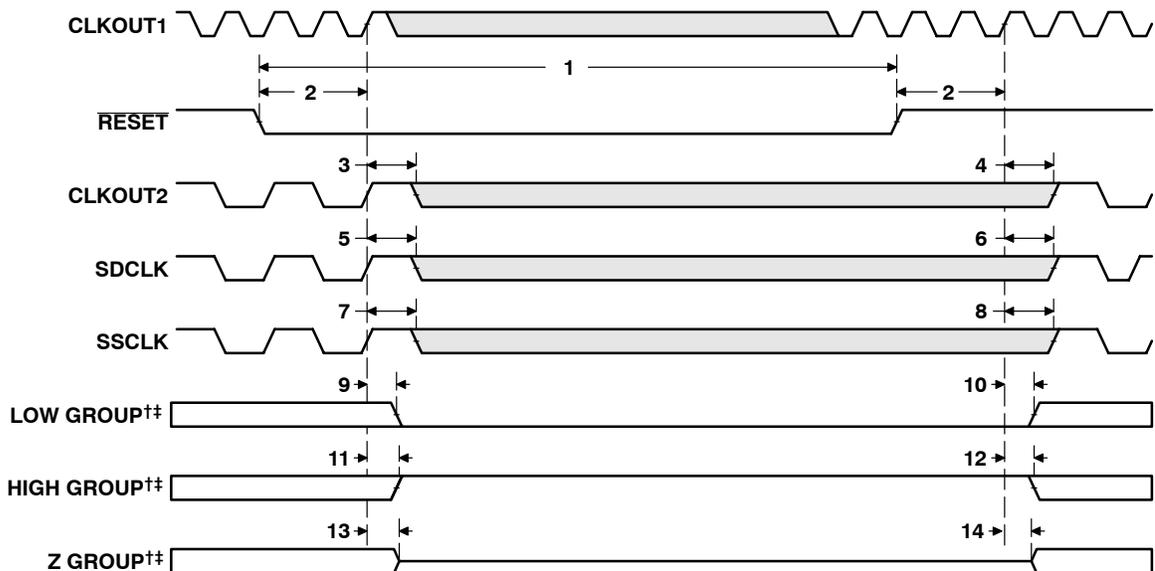 CLKOUT1
1
2 2
RESET
3 4
CLKOUT2
5 6
SDCLK
7 8
SSCLK
9 10
LOW GROUP†‡
11 12
HIGH GROUP†‡
13 14
Z GROUP†‡